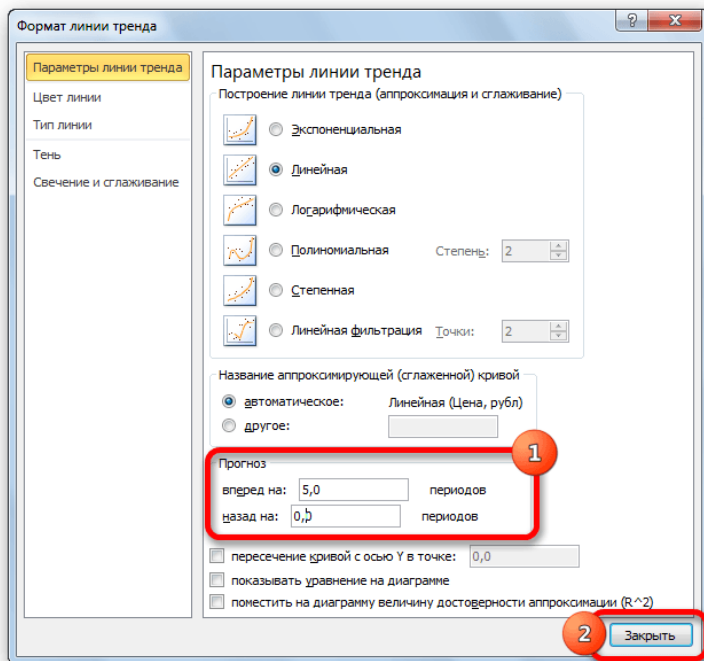 Формат линии тренда
Параметры линии тренда
Цвет линии
Тип линии
Тень
Свечение и сглаживание
Параметры линии тренда
Построение линии тренда (аппроксимация и сглаживание)
Экспоненциальная
Линейная
Логарифмическая
Полиномиальная Степень: 2
Степенная
Линейная фильтрация Точки: 2
Название аппроксимирующей (сглаженной) кривой
автоматическое: Линейная (Цена, рубл)
другое:
1
Прогноз
вперед на: 5,0 периодов
назад на: 0, периодов
пересечение кривой с осью Y в точке: 0,0
показывать уравнение на диаграмме
поместить на диаграмму величину достоверности аппроксимации (R^2)
2 Закрыть